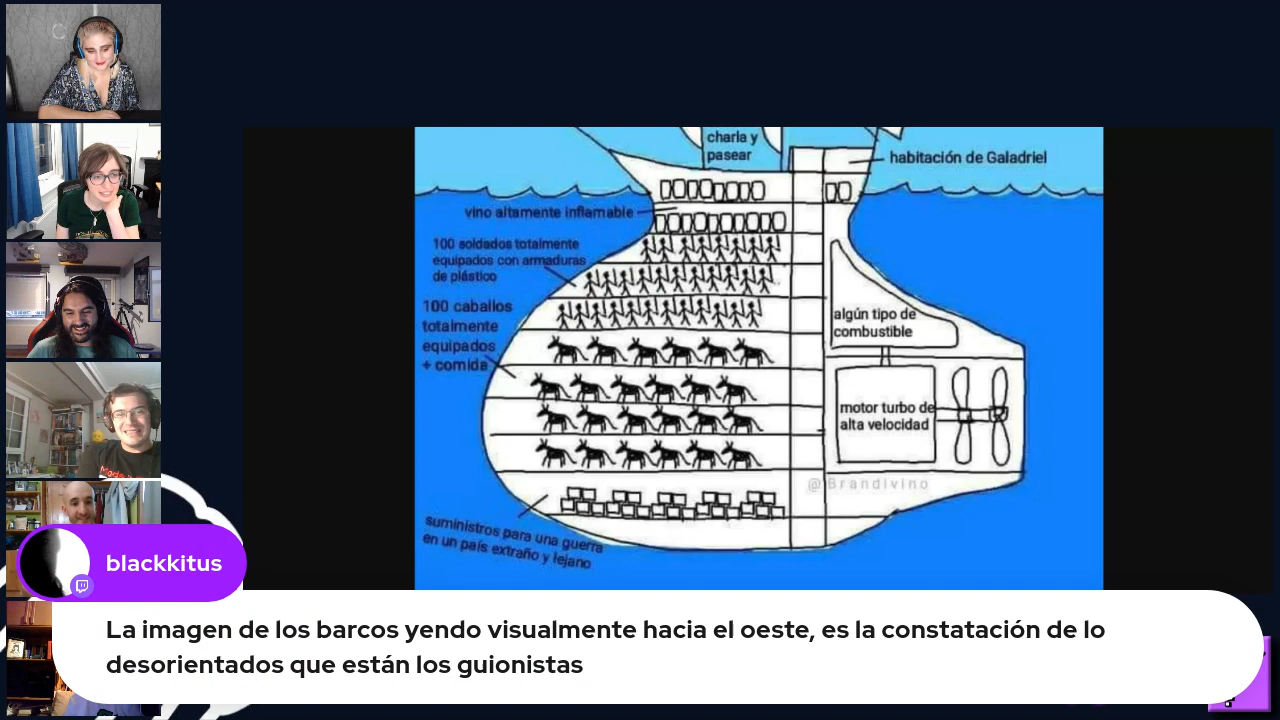 charla y
pasear
habitación de Galadriel
vino altamente inflamable
100 soldados totalmente
equipados con armaduras
de plástico
100 caballos
totalmente
equipados
+ comida
algún tipo de
combustible
motor turbo de
alta velocidad
@Brandivino
suministros para una guerra
en un país extraño y lejano
blackkitus
La imagen de los barcos yendo visualmente hacia el oeste, es la constatación de lo
desorientados que están los guionistas